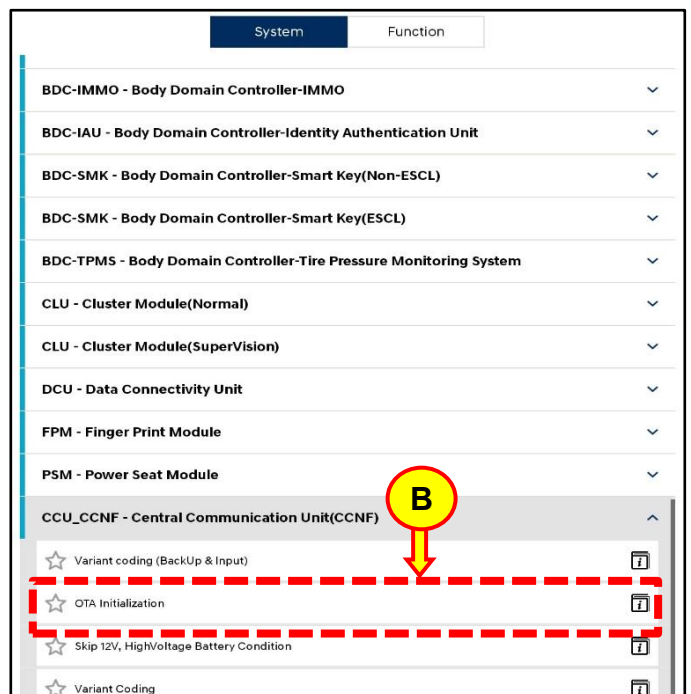 System Function
BDC-IMMO - Body Domain Controller-IMMO
BDC-IAU - Body Domain Controller-Identity Authentication Unit
BDC-SMK - Body Domain Controller-Smart Key(Non-ESCL)
BDC-SMK - Body Domain Controller-Smart Key(ESCL)
BDC-TPMS - Body Domain Controller-Tire Pressure Monitoring System
CLU - Cluster Module(Normal)
CLU - Cluster Module(SuperVision)
DCU - Data Connectivity Unit
FPM - Finger Print Module
PSM - Power Seat Module
B
CCU_CCNF - Central Communication Unit(CCNF)
Variant coding (BackUp & Input) i
OTA Initialization i
Skip 12V, HighVoltage Battery Condition i
Variant Coding i